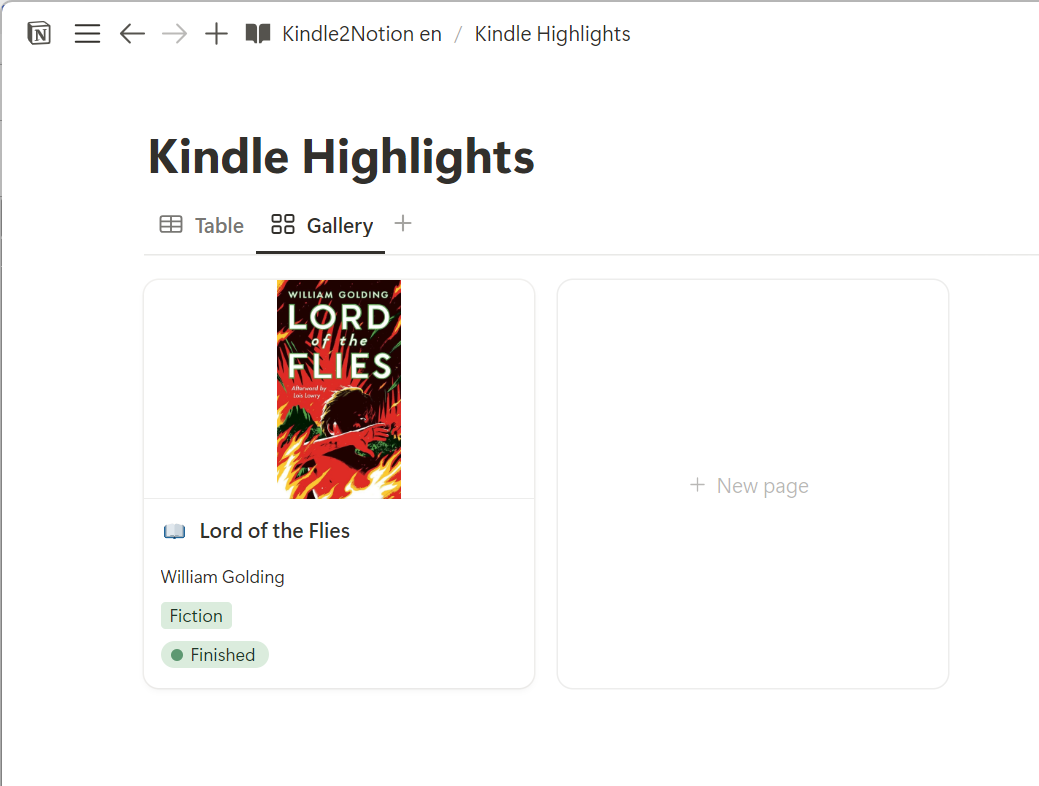 Kindle2Notion en / Kindle Highlights
Kindle Highlights
Table Gallery
WILLIAM GOLDING
LORD
of the
FLIES
Afterword by
Lois Lowry
Lord of the Flies
William Golding
Fiction
Finished
+ New page